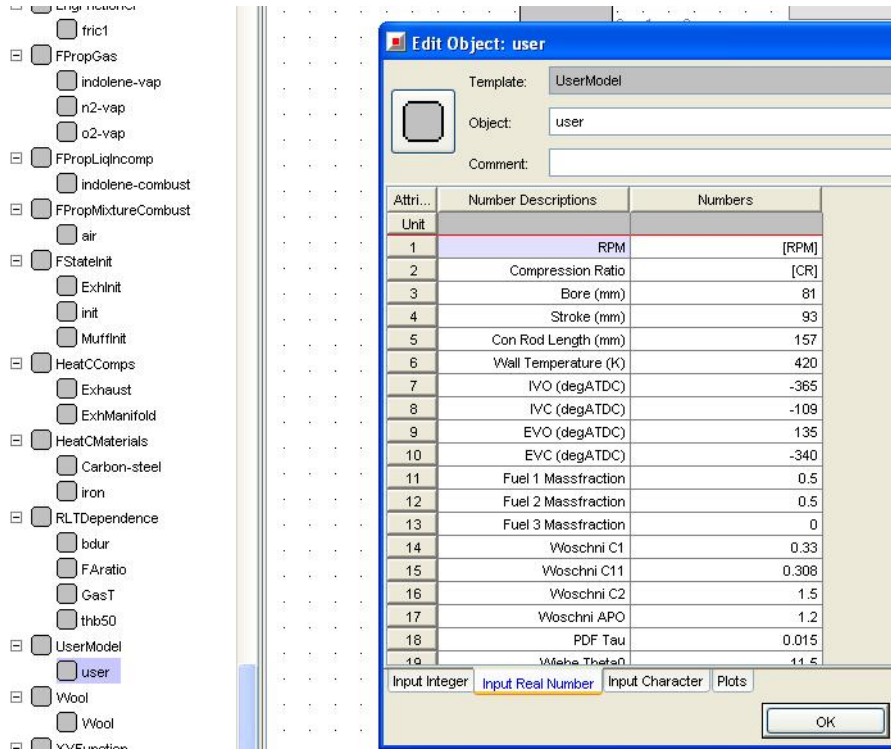 EngFrictionCF
fric1
FPropGas
indolene-vap
n2-vap
o2-vap
FPropLiqIncomp
indolene-combust
FPropMixtureCombust
air
FStateInit
ExhInit
init
MuffInit
HeatCComps
Exhaust
ExhManifold
HeatCMaterials
Carbon-steel
iron
RLTDependence
bdur
FAratio
GasT
thb50
UserModel
user
Wool
Wool
XYFunction
Edit Object: user
Template: UserModel
Object: user
Comment:
Attri... Number Descriptions Numbers
Unit
1 RPM [RPM]
2 Compression Ratio [CR]
3 Bore (mm) 81
4 Stroke (mm) 93
5 Con Rod Length (mm) 157
6 Wall Temperature (K) 420
7 IVO (degATDC) -365
8 IVC (degATDC) -109
9 EVO (degATDC) 135
10 EVC (degATDC) -340
11 Fuel 1 Massfraction 0.5
12 Fuel 2 Massfraction 0.5
13 Fuel 3 Massfraction 0
14 Woschni C1 0.33
15 Woschni C11 0.308
16 Woschni C2 1.5
17 Woschni APO 1.2
18 PDF Tau 0.015
19 Wiebe Theta0 11.5
Input Integer Input Real Number Input Character Plots
OK